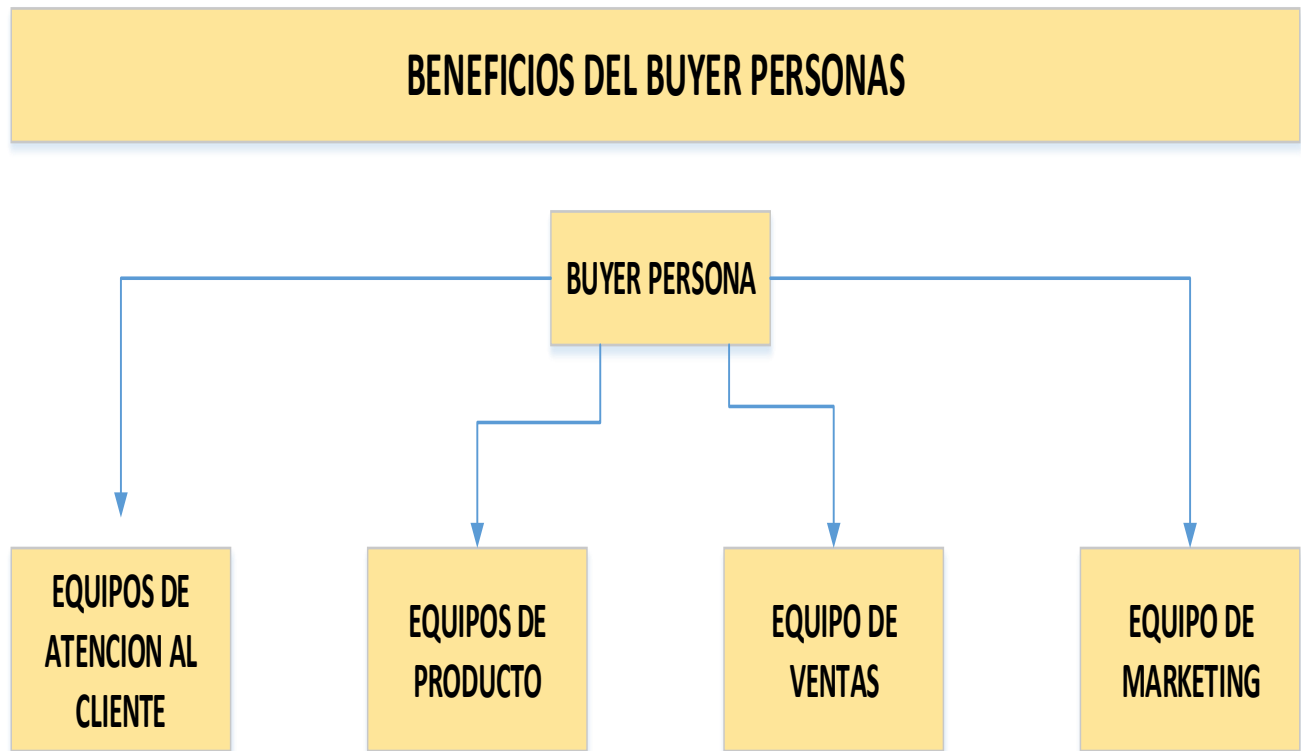 BENEFICIOS DEL BUYER PERSONAS
BUYER PERSONA
EQUIPOS DE
ATENCION AL
CLIENTE
EQUIPOS DE
PRODUCTO
EQUIPO DE
VENTAS
EQUIPO DE
MARKETING